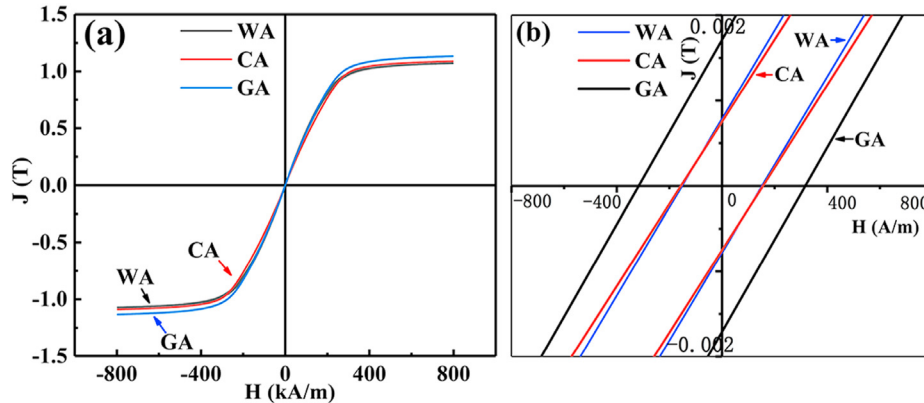 (a)
WA
CA
GA
1.5
1.0
0.5
0.0
-0.5
-1.0
-1.5
J (T)
CA
WA
GA
-800
-400
0
400
800
H (kA/m)
(b)
WA
CA
GA
0.002
J (T)
WA
CA
GA
-800
-400
0
400
800
H (A/m)
-0.002